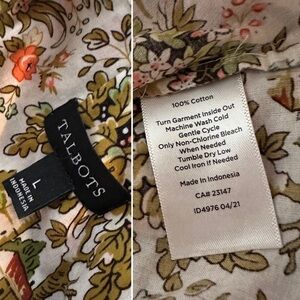 TALBOTS
L
MADE IN
INDONESIA
100% Cotton
Turn Garment Inside Out
Machine Wash Cold
Gentle Cycle
Only Non-Chlorine Bleach
When Needed
Tumble Dry Low
Cool Iron If Needed
Made In Indonesia
CA# 23147
ID4976 04/21